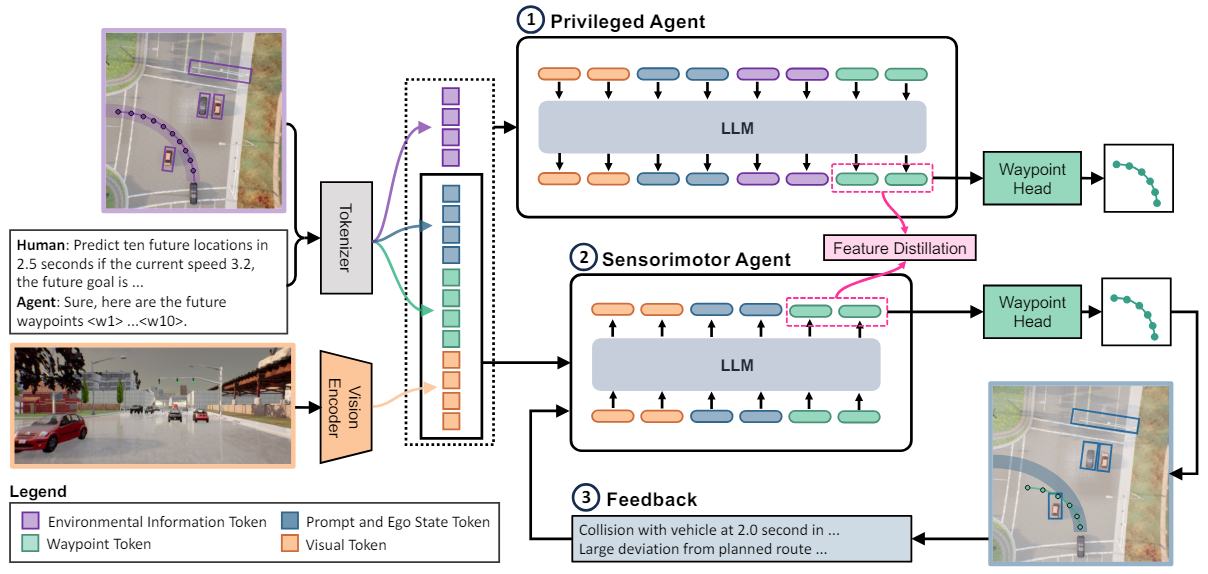 1 Privileged Agent
LLM
Waypoint
Head
Feature Distillation
Tokenizer
Human: Predict ten future locations in
2.5 seconds if the current speed 3.2,
the future goal is ...
Agent: Sure, here are the future
waypoints <w1> ...<w10>.
Vision
Encoder
2 Sensorimotor Agent
LLM
Waypoint
Head
3 Feedback
Collision with vehicle at 2.0 second in ...
Large deviation from planned route ...
Legend
Environmental Information Token
Prompt and Ego State Token
Waypoint Token
Visual Token